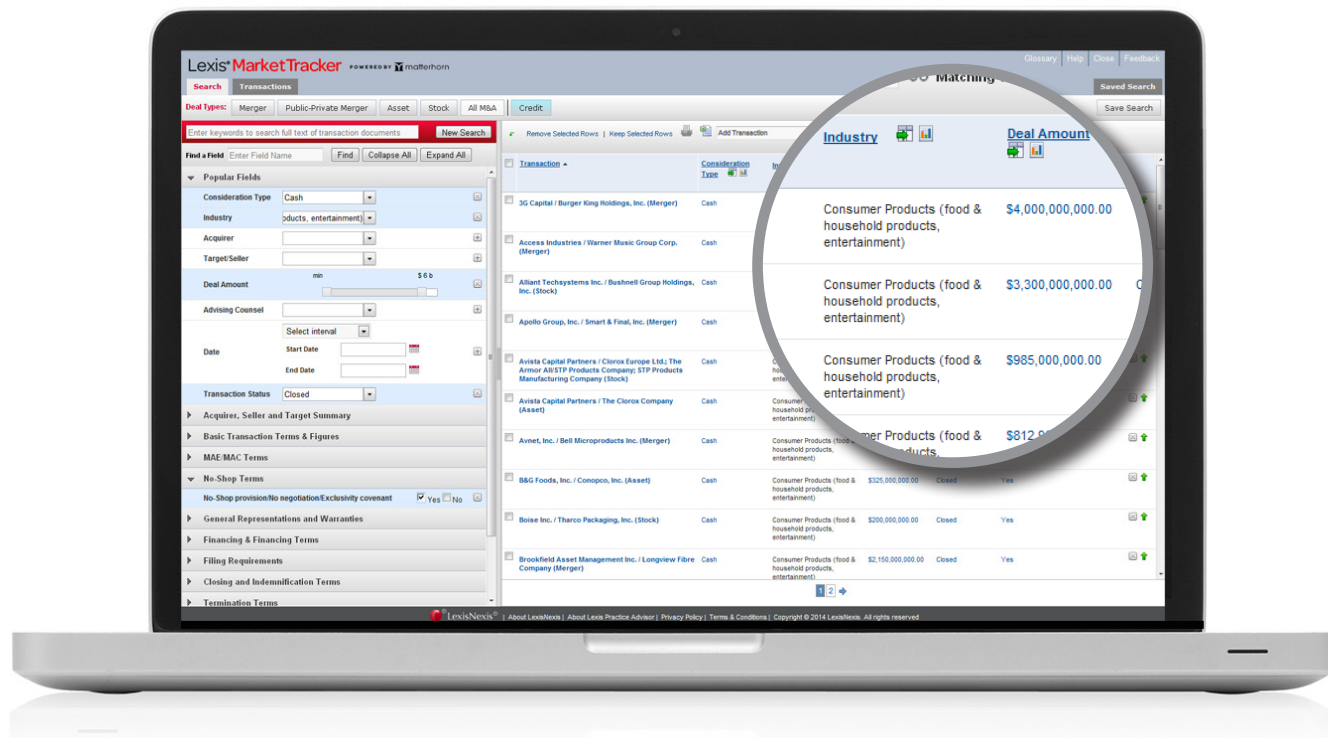 Lexis® MarketTracker POWERED BY matterhorn
Glossary | Help | Close | Feedback
Search Transactions
Matching
Saved Search
Deal Types: Merger Public-Private Merger Asset Stock All M&A Credit
Save Search
Enter keywords to search full text of transaction documents New Search
Remove Selected Rows | Keep Selected Rows Add Transaction
Find a Field Enter Field Name Find Collapse All Expand All
Popular Fields
Consideration Type Cash
Industry oducts, entertainment)
Acquirer
Target/Seller
min $ 6 b
Deal Amount
Advising Counsel
Select interval
Date
Start Date
End Date
Transaction Status Closed
Acquirer, Seller and Target Summary
Basic Transaction Terms & Figures
MAE/MAC Terms
No-Shop Terms
No-Shop provision/No negotiation/Exclusivity covenant Yes No
General Representations and Warranties
Financing & Financing Terms
Filing Requirements
Closing and Indemnification Terms
Termination Terms
Transaction
Consideration
Type
3G Capital / Burger King Holdings, Inc. (Merger) Cash
Access Industries / Warner Music Group Corp. Cash
(Merger)
Alliant Techsystems Inc. / Bushnell Group Holdings, Cash
Inc. (Stock)
Apollo Group, Inc. / Smart & Final, Inc. (Merger) Cash
Avista Capital Partners / Clorox Europe Ltd.; The Cash
Armor All/STP Products Company; STP Products
Manufacturing Company (Stock)
Avista Capital Partners / The Clorox Company Cash Consumer
(Asset) household
entertainment)
Avnet, Inc. / Bell Microproducts Inc. (Merger) Cash Consumer Products (food &
household products,
entertainment)
B&G Foods, Inc. / Conopco, Inc. (Asset) Cash Consumer Products (food & $325,000,000.00 Closed Yes
household products,
entertainment)
Boise Inc. / Tharco Packaging, Inc. (Stock) Cash Consumer Products (food & $200,000,000.00 Closed Yes
household products,
entertainment)
Brookfield Asset Management Inc. / Longview Fibre Cash Consumer Products (food & $2,150,000,000.00 Closed Yes
Company (Merger) household products,
entertainment)
1 2
Industry Deal Amount
Consumer Products (food & $4,000,000,000.00
household products,
entertainment)
Consumer Products (food & $3,300,000,000.00
household products,
entertainment)
Consumer Products (food & $985,000,000.00
household products,
entertainment)
Products (food &
LexisNexis® | About LexisNexis | About Lexis Practice Advisor | Privacy Policy | Terms & Conditions | Copyright © 2014 LexisNexis. All rights reserved